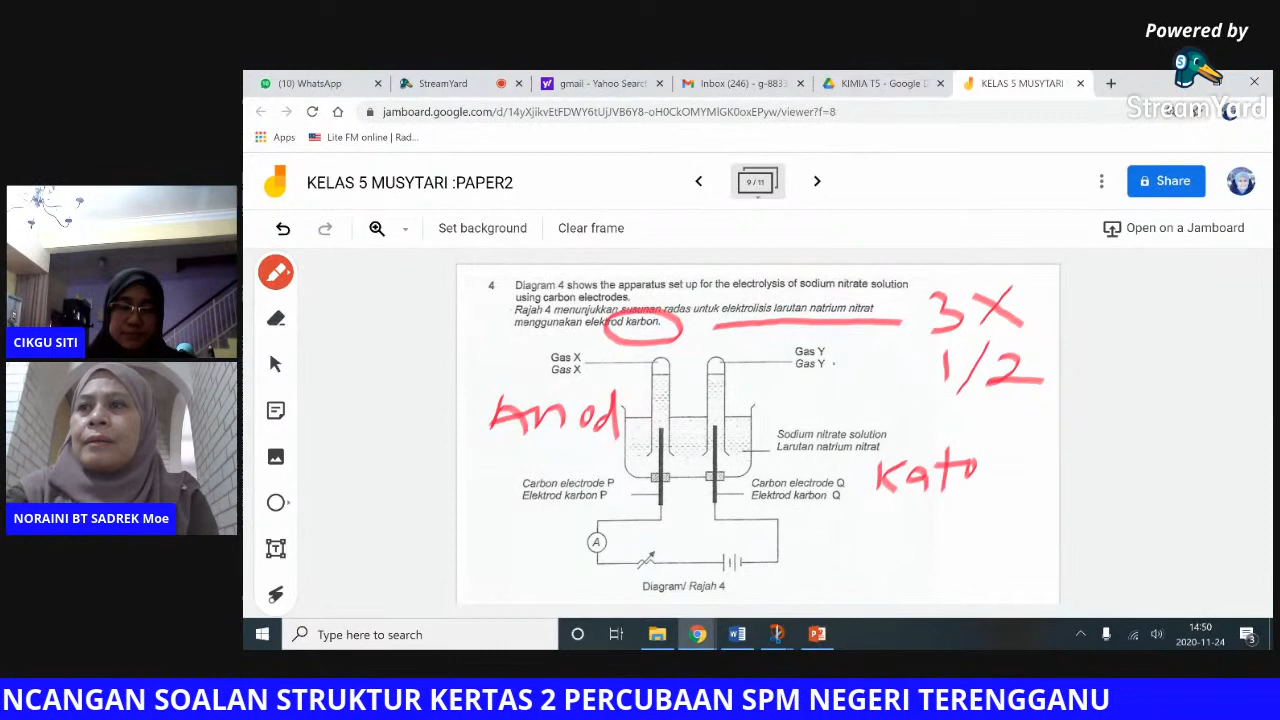 Powered by
StreamYard
(10) WhatsApp
StreamYard
gmail - Yahoo Searc
Inbox (246) - g-8833
KIMIA T5 - Google D
KELAS 5 MUSYTARI
jamboard.google.com/d/14yXjikvEtFDWY6tUjJVB6Y8-oH0CkOMYMlGK0oxEPyw/viewer?f=8
Apps
Lite FM online | Rad...
KELAS 5 MUSYTARI :PAPER2
9 / 11
Share
Set background
Clear frame
Open on a Jamboard
4 Diagram 4 shows the apparatus set up for the electrolysis of sodium nitrate solution
using carbon electrodes.
Rajah 4 menunjukkan susunan radas untuk elektrolisis larutan natrium nitrat
menggunakan elektrod karbon.
3 X
1/2
Gas X
Gas X
Gas Y
Gas Y
Anod
Sodium nitrate solution
Larutan natrium nitrat
Kato
Carbon electrode P
Elektrod karbon P
Carbon electrode Q
Elektrod karbon Q
A
Diagram/ Rajah 4
CIKGU SITI
NORAINI BT SADREK Moe
Type here to search
14:50
2020-11-24
3
NCANGAN SOALAN STRUKTUR KERTAS 2 PERCUBAAN SPM NEGERI TERENGGANU